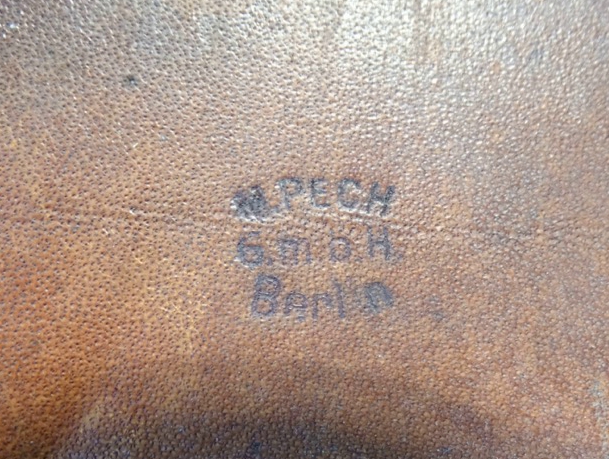 M. PECH
G.m.b.H.
Berlin